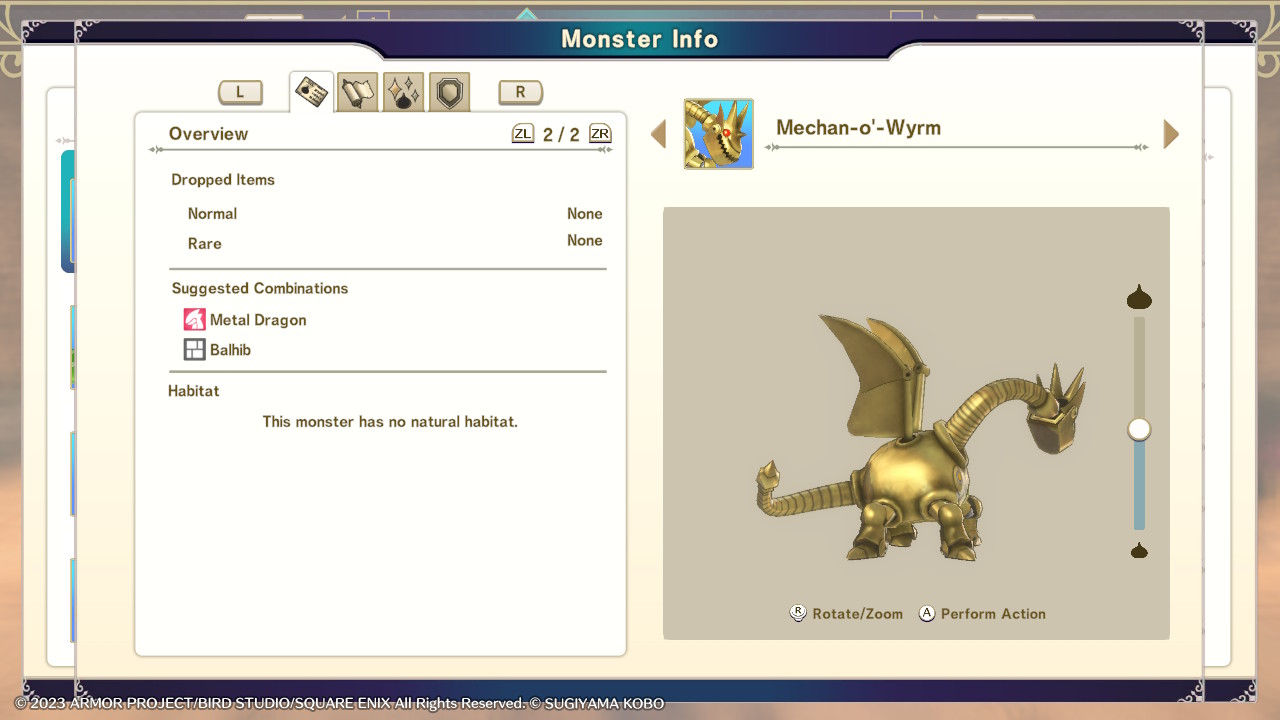 Monster Info
L
R
Overview
ZL 2 / 2 ZR
Dropped Items
Normal None
Rare None
Suggested Combinations
Metal Dragon
Balhib
Habitat
This monster has no natural habitat.
Mechan-o'-Wyrm
R Rotate/Zoom A Perform Action
© 2023 ARMOR PROJECT/BIRD STUDIO/SQUARE ENIX All Rights Reserved. © SUGIYAMA KOBO